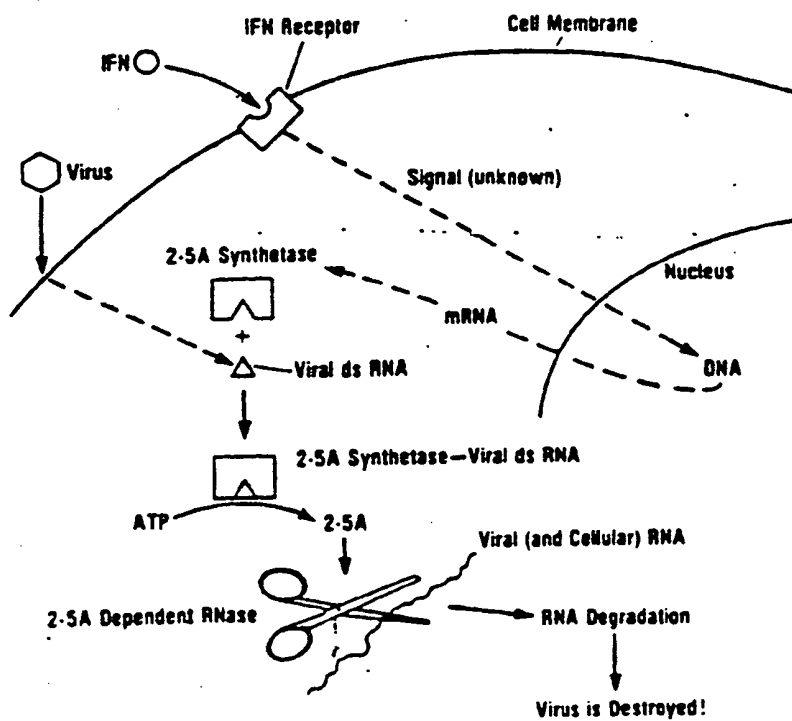 IFN Receptor
Cell Membrane
IFN
Virus
Signal (unknown)
2-5A Synthetase
Nucleus
mRNA
+
DNA
Viral ds RNA
2-5A Synthetase—Viral ds RNA
ATP
2-5A
Viral (and Cellular) RNA
2-5A Dependent RNase
RNA Degradation
Virus is Destroyed!